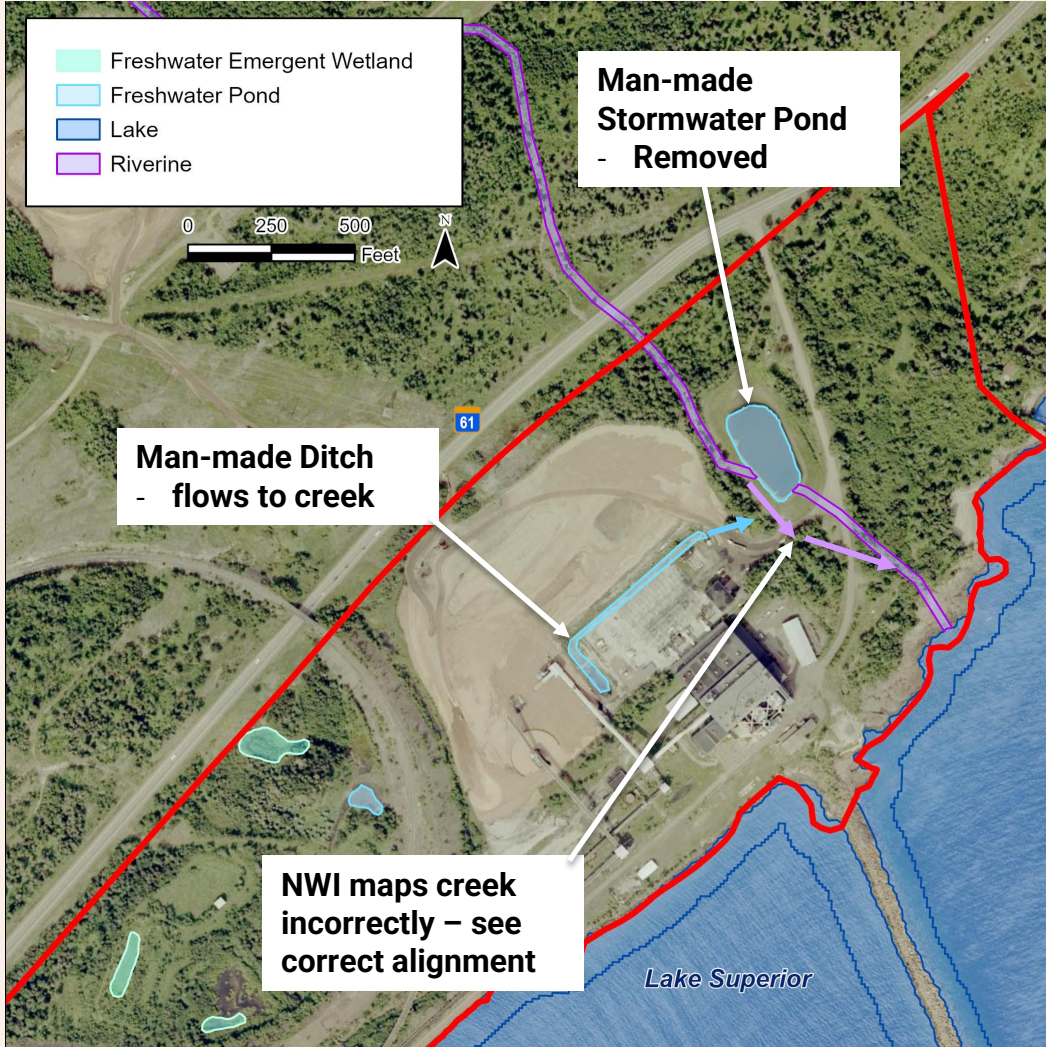 Freshwater Emergent Wetland
Freshwater Pond
Lake
Riverine
0 250 500
Feet
N
Man-made
Stormwater Pond
- Removed
61
Man-made Ditch
- flows to creek
NWI maps creek
incorrectly – see
correct alignment
Lake Superior